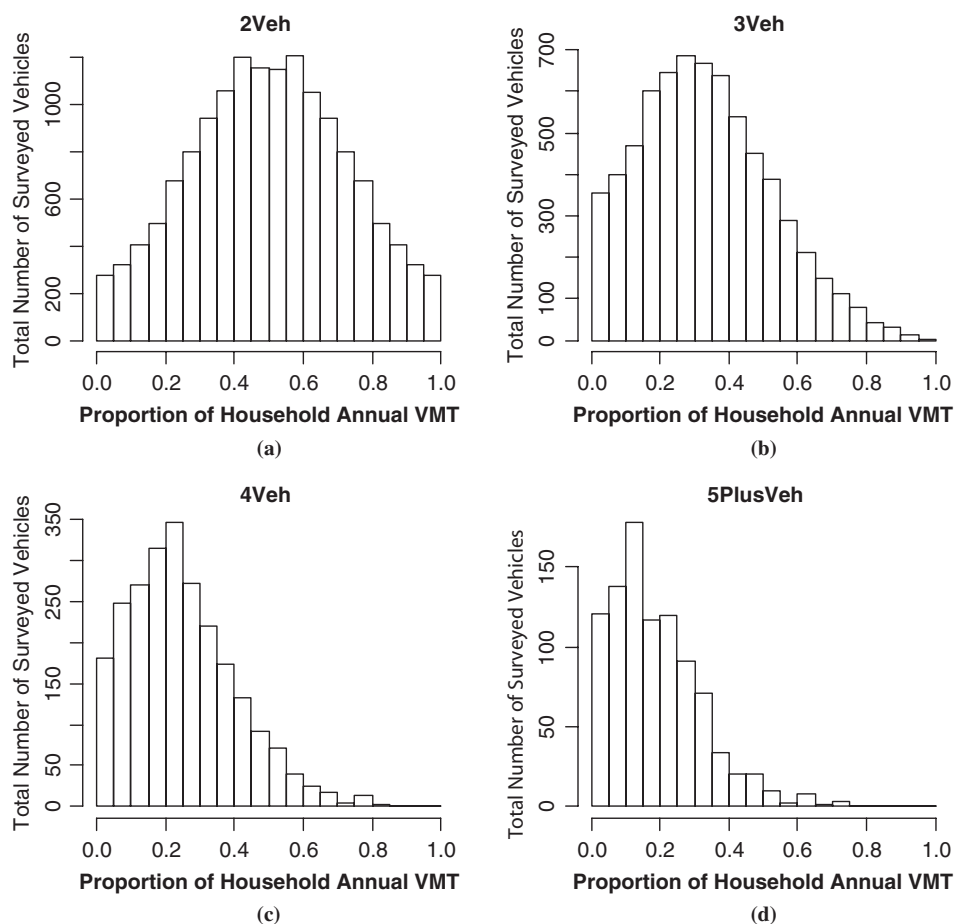 2Veh
Total Number of Surveyed Vehicles
0 200 600 1000
0.0 0.2 0.4 0.6 0.8 1.0
Proportion of Household Annual VMT
(a)
3Veh
Total Number of Surveyed Vehicles
0 100 300 500 700
0.0 0.2 0.4 0.6 0.8 1.0
Proportion of Household Annual VMT
(b)
4Veh
Total Number of Surveyed Vehicles
0 50 150 250 350
0.0 0.2 0.4 0.6 0.8 1.0
Proportion of Household Annual VMT
(c)
5PlusVeh
Total Number of Surveyed Vehicles
0 50 100 150
0.0 0.2 0.4 0.6 0.8 1.0
Proportion of Household Annual VMT
(d)